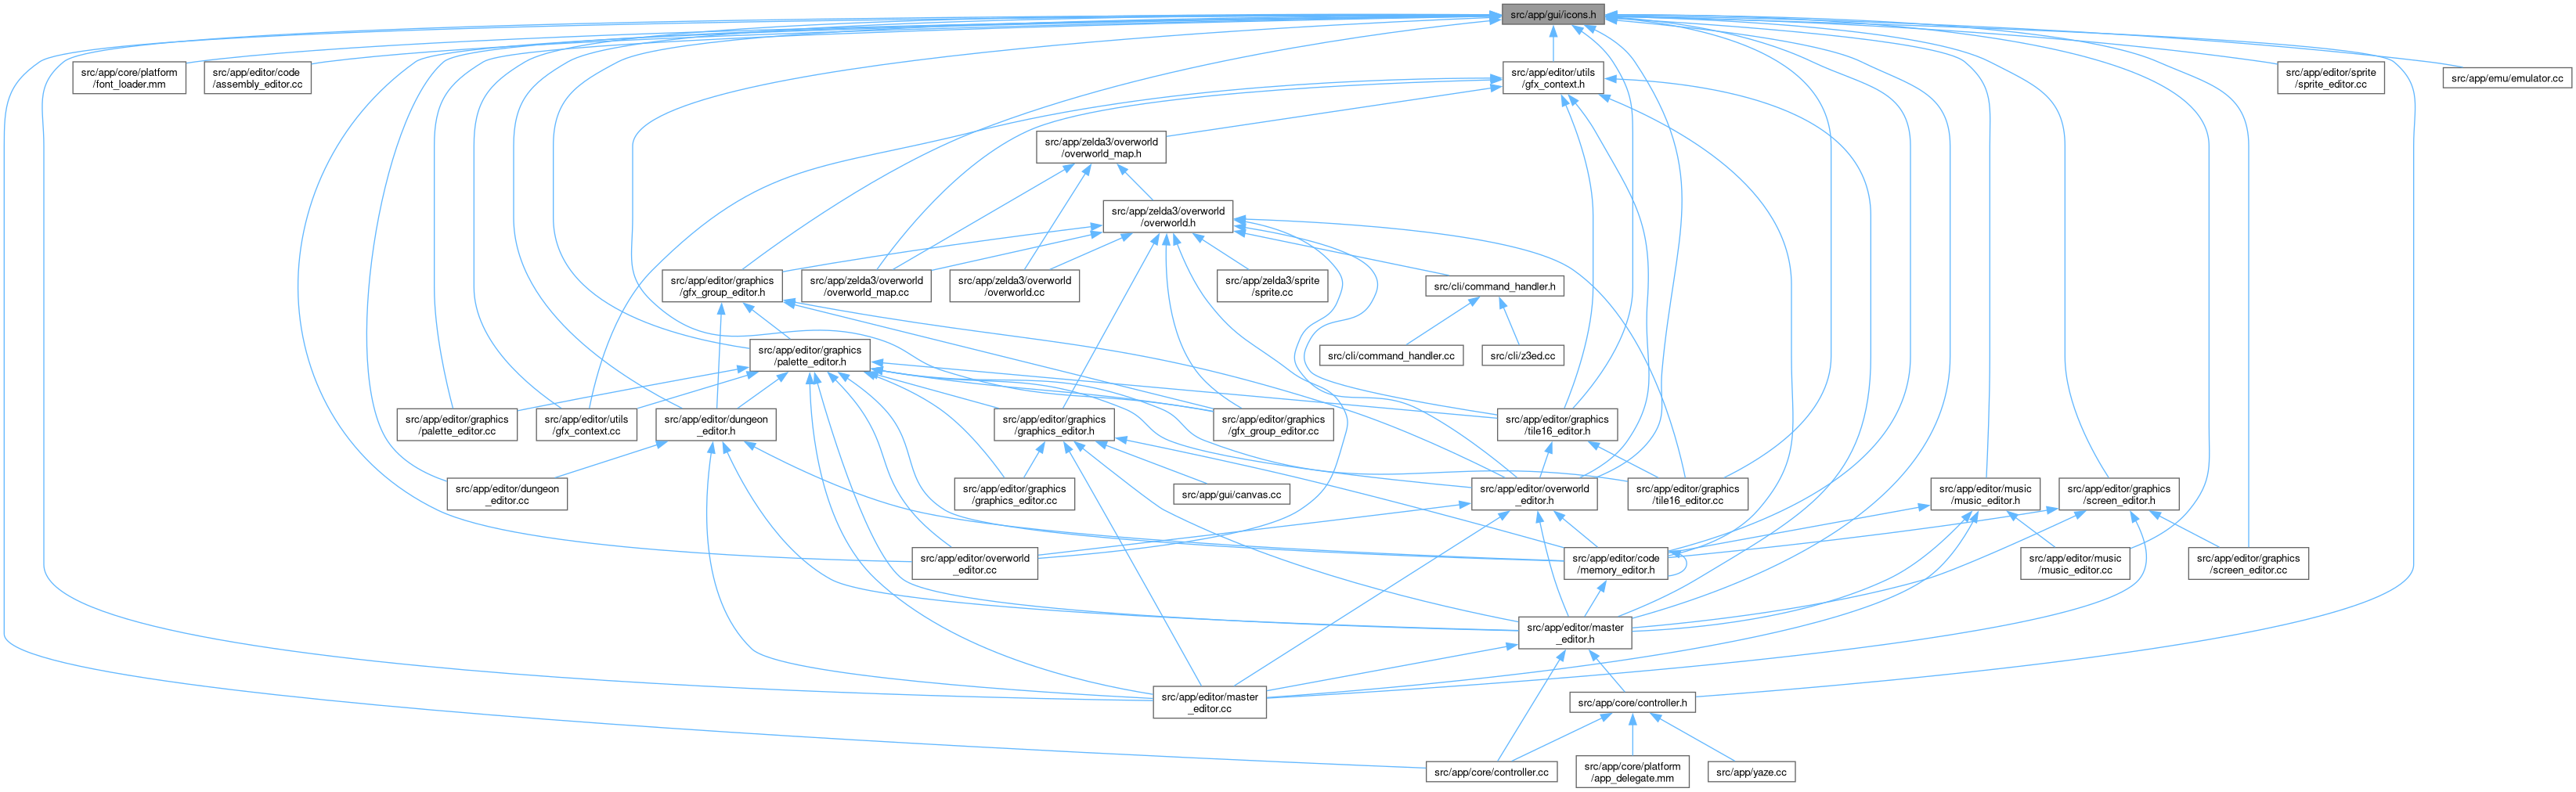 src/app/gui/icons.h
src/app/core/platform
/font_loader.mm
src/app/editor/code
/assembly_editor.cc
src/app/editor/utils
/gfx_context.h
src/app/editor/sprite
/sprite_editor.cc
src/app/emu/emulator.cc
src/app/zelda3/overworld
/overworld_map.h
src/app/zelda3/overworld
/overworld.h
src/app/editor/graphics
/gfx_group_editor.h
src/app/zelda3/overworld
/overworld_map.cc
src/app/zelda3/overworld
/overworld.cc
src/app/zelda3/sprite
/sprite.cc
src/cli/command_handler.h
src/app/editor/graphics
/palette_editor.h
src/cli/command_handler.cc
src/cli/z3ed.cc
src/app/editor/graphics
/palette_editor.cc
src/app/editor/utils
/gfx_context.cc
src/app/editor/dungeon
_editor.h
src/app/editor/graphics
/graphics_editor.h
src/app/editor/graphics
/gfx_group_editor.cc
src/app/editor/graphics
/tile16_editor.h
src/app/editor/dungeon
_editor.cc
src/app/editor/graphics
/graphics_editor.cc
src/app/gui/canvas.cc
src/app/editor/overworld
_editor.h
src/app/editor/graphics
/tile16_editor.cc
src/app/editor/music
/music_editor.h
src/app/editor/graphics
/screen_editor.h
src/app/editor/overworld
_editor.cc
src/app/editor/code
/memory_editor.h
src/app/editor/music
/music_editor.cc
src/app/editor/graphics
/screen_editor.cc
src/app/editor/master
_editor.h
src/app/editor/master
_editor.cc
src/app/core/controller.h
src/app/core/controller.cc
src/app/core/platform
/app_delegate.mm
src/app/yaze.cc